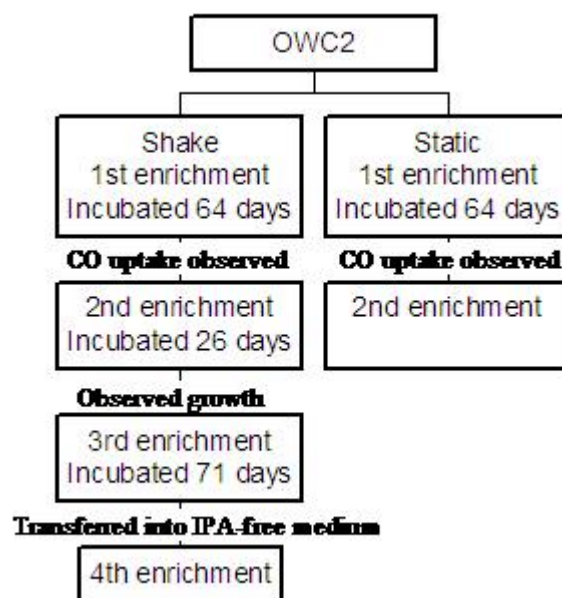 OWC2
Shake
1st enrichment
Incubated 64 days
CO uptake observed
2nd enrichment
Incubated 26 days
Observed growth
3rd enrichment
Incubated 71 days
Transferred into IPA-free medium
4th enrichment
Static
1st enrichment
Incubated 64 days
CO uptake observed
2nd enrichment